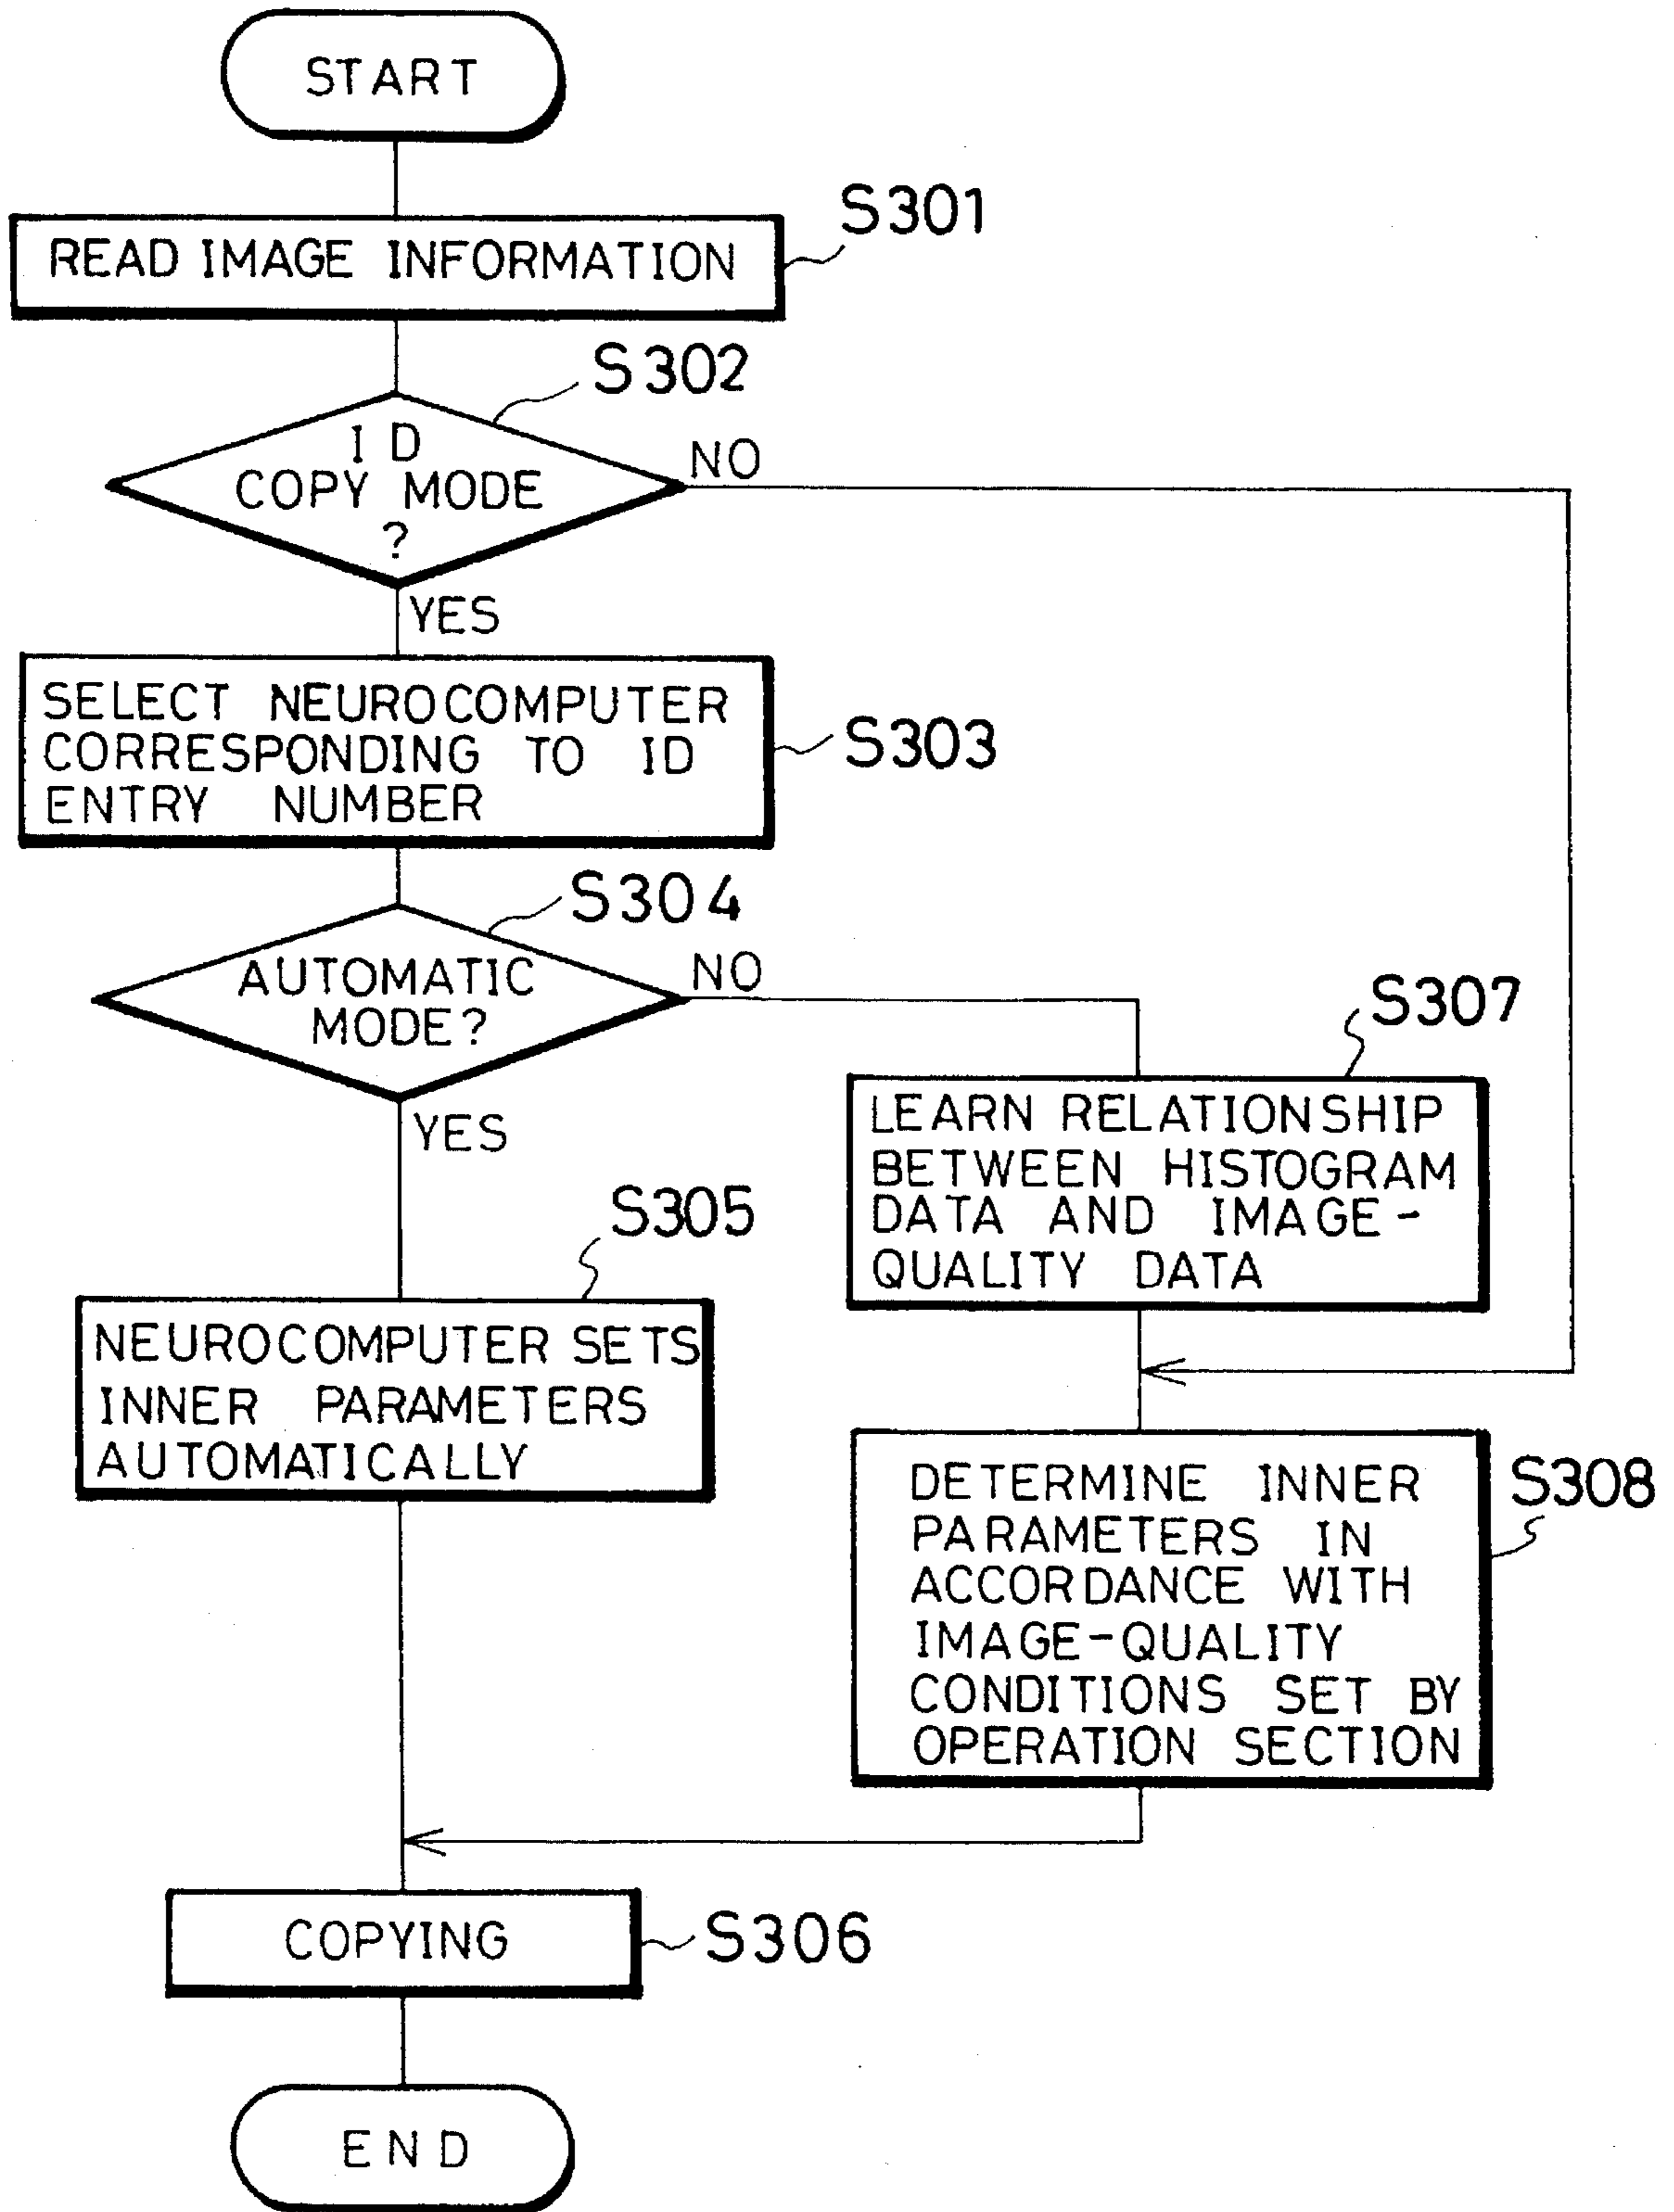 START
S301
READ IMAGE INFORMATION
S302
ID
COPY MODE
?
NO
YES
SELECT NEUROCOMPUTER
CORRESPONDING TO ID
ENTRY NUMBER
S303
S304
AUTOMATIC
MODE?
NO
YES
S307
LEARN RELATIONSHIP
BETWEEN HISTOGRAM
DATA AND IMAGE-
QUALITY DATA
S305
NEUROCOMPUTER SETS
INNER PARAMETERS
AUTOMATICALLY
S308
DETERMINE INNER
PARAMETERS IN
ACCORDANCE WITH
IMAGE-QUALITY
CONDITIONS SET BY
OPERATION SECTION
COPYING
S306
END